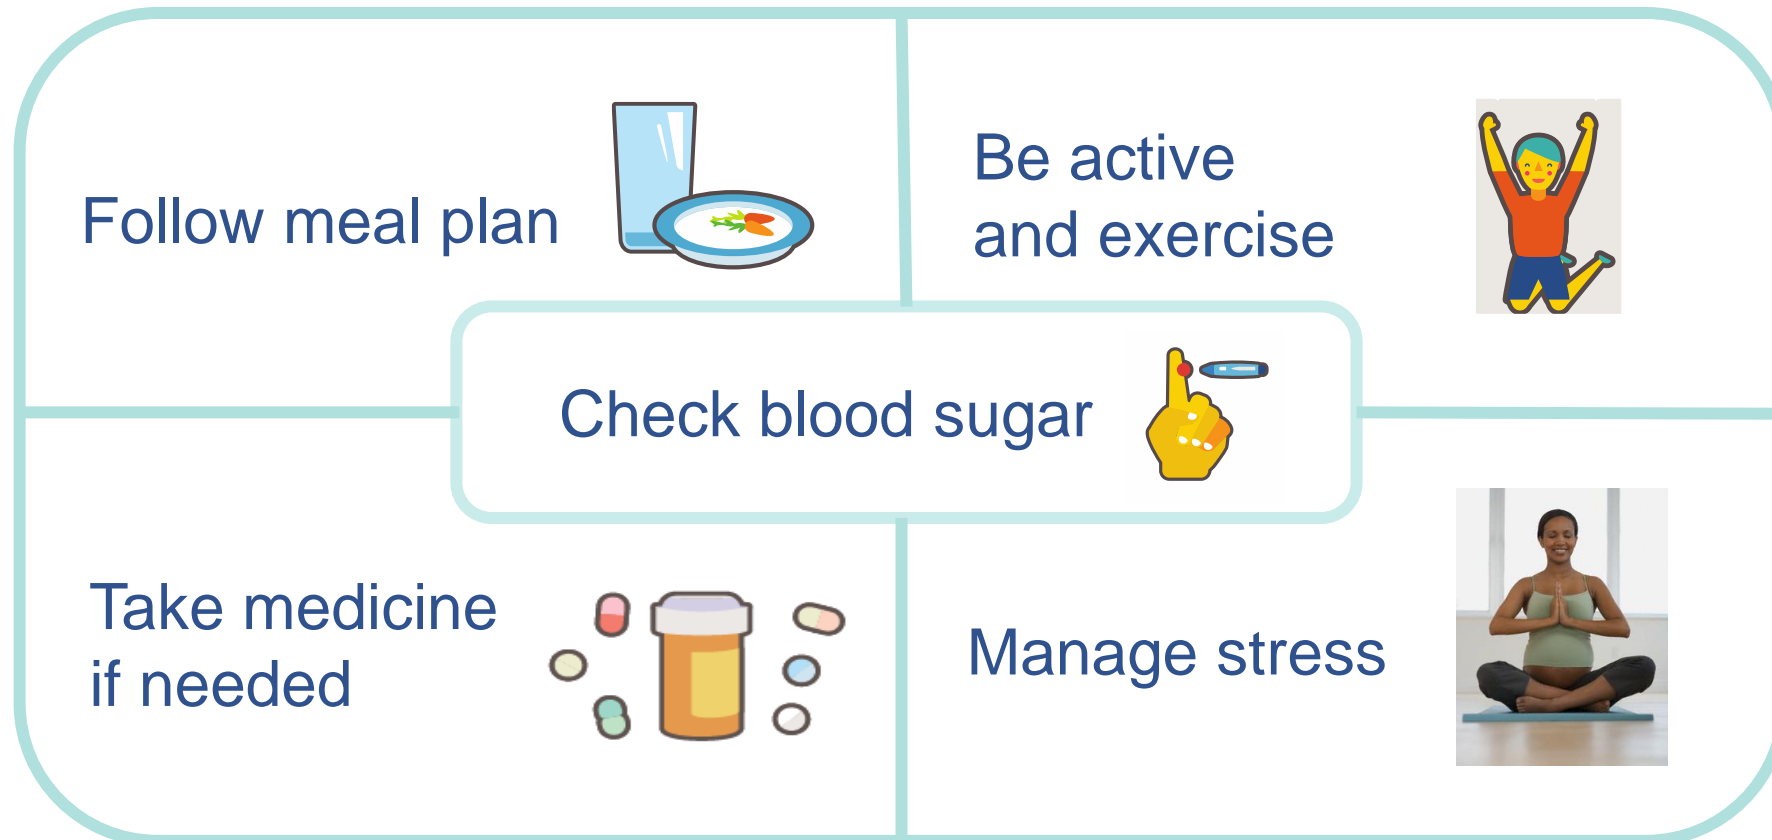 Follow meal plan
Be active
and exercise
Check blood sugar
Take medicine
if needed
Manage stress